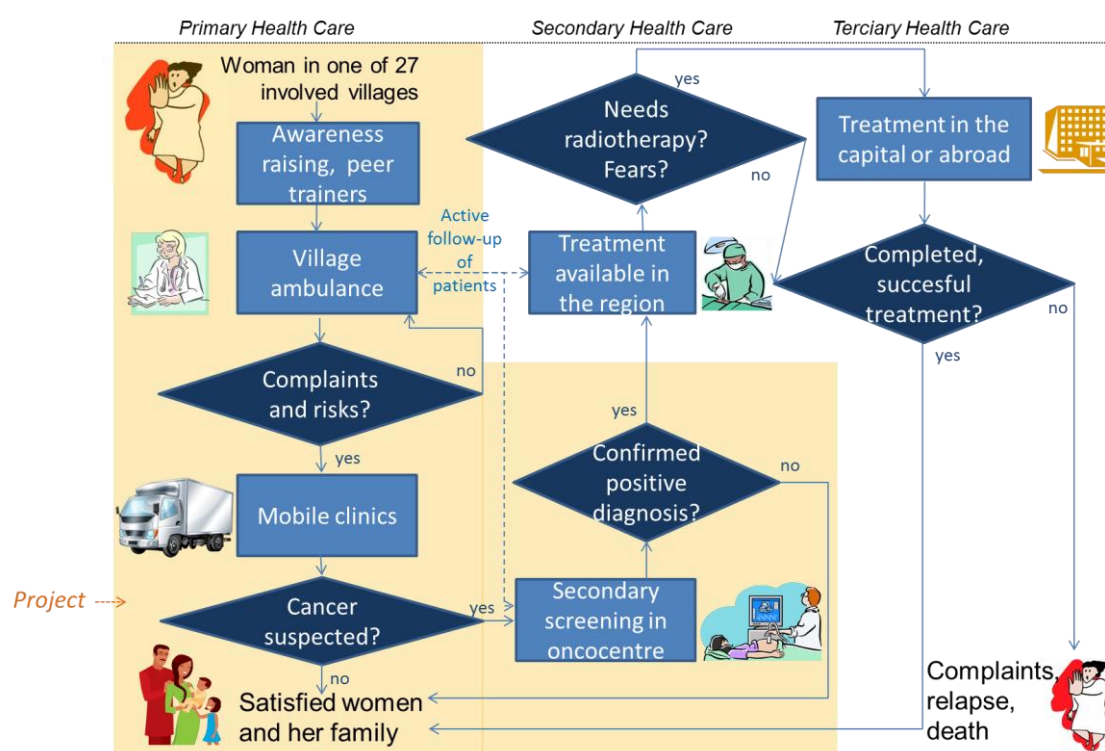 Primary Health Care
Secondary Health Care
Terciary Health Care
Woman in one of 27
involved villages
Awareness
raising, peer
trainers
Village
ambulance
Active
follow-up
of
patients
Complaints
and risks?
no
yes
Mobile clinics
Project
Cancer
suspected?
yes
no
Satisfied women
and her family
Secondary
screening in
oncocentre
Confirmed
positive
diagnosis?
yes
no
Treatment
available in
the region
Needs
radiotherapy?
Fears?
yes
no
Treatment in the
capital or abroad
Completed,
succesful
treatment?
no
yes
Complaints,
relapse,
death